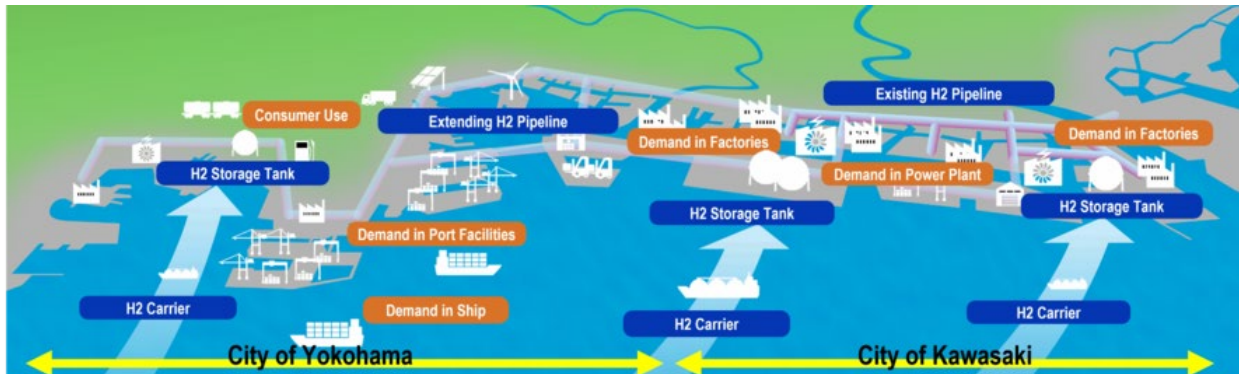 Consumer Use
Extending H2 Pipeline
Existing H2 Pipeline
Demand in Factories
Demand in Factories
H2 Storage Tank
Demand in Power Plant
H2 Storage Tank
H2 Storage Tank
Demand in Port Facilities
H2 Carrier
Demand in Ship
H2 Carrier
H2 Carrier
City of Yokohama
City of Kawasaki